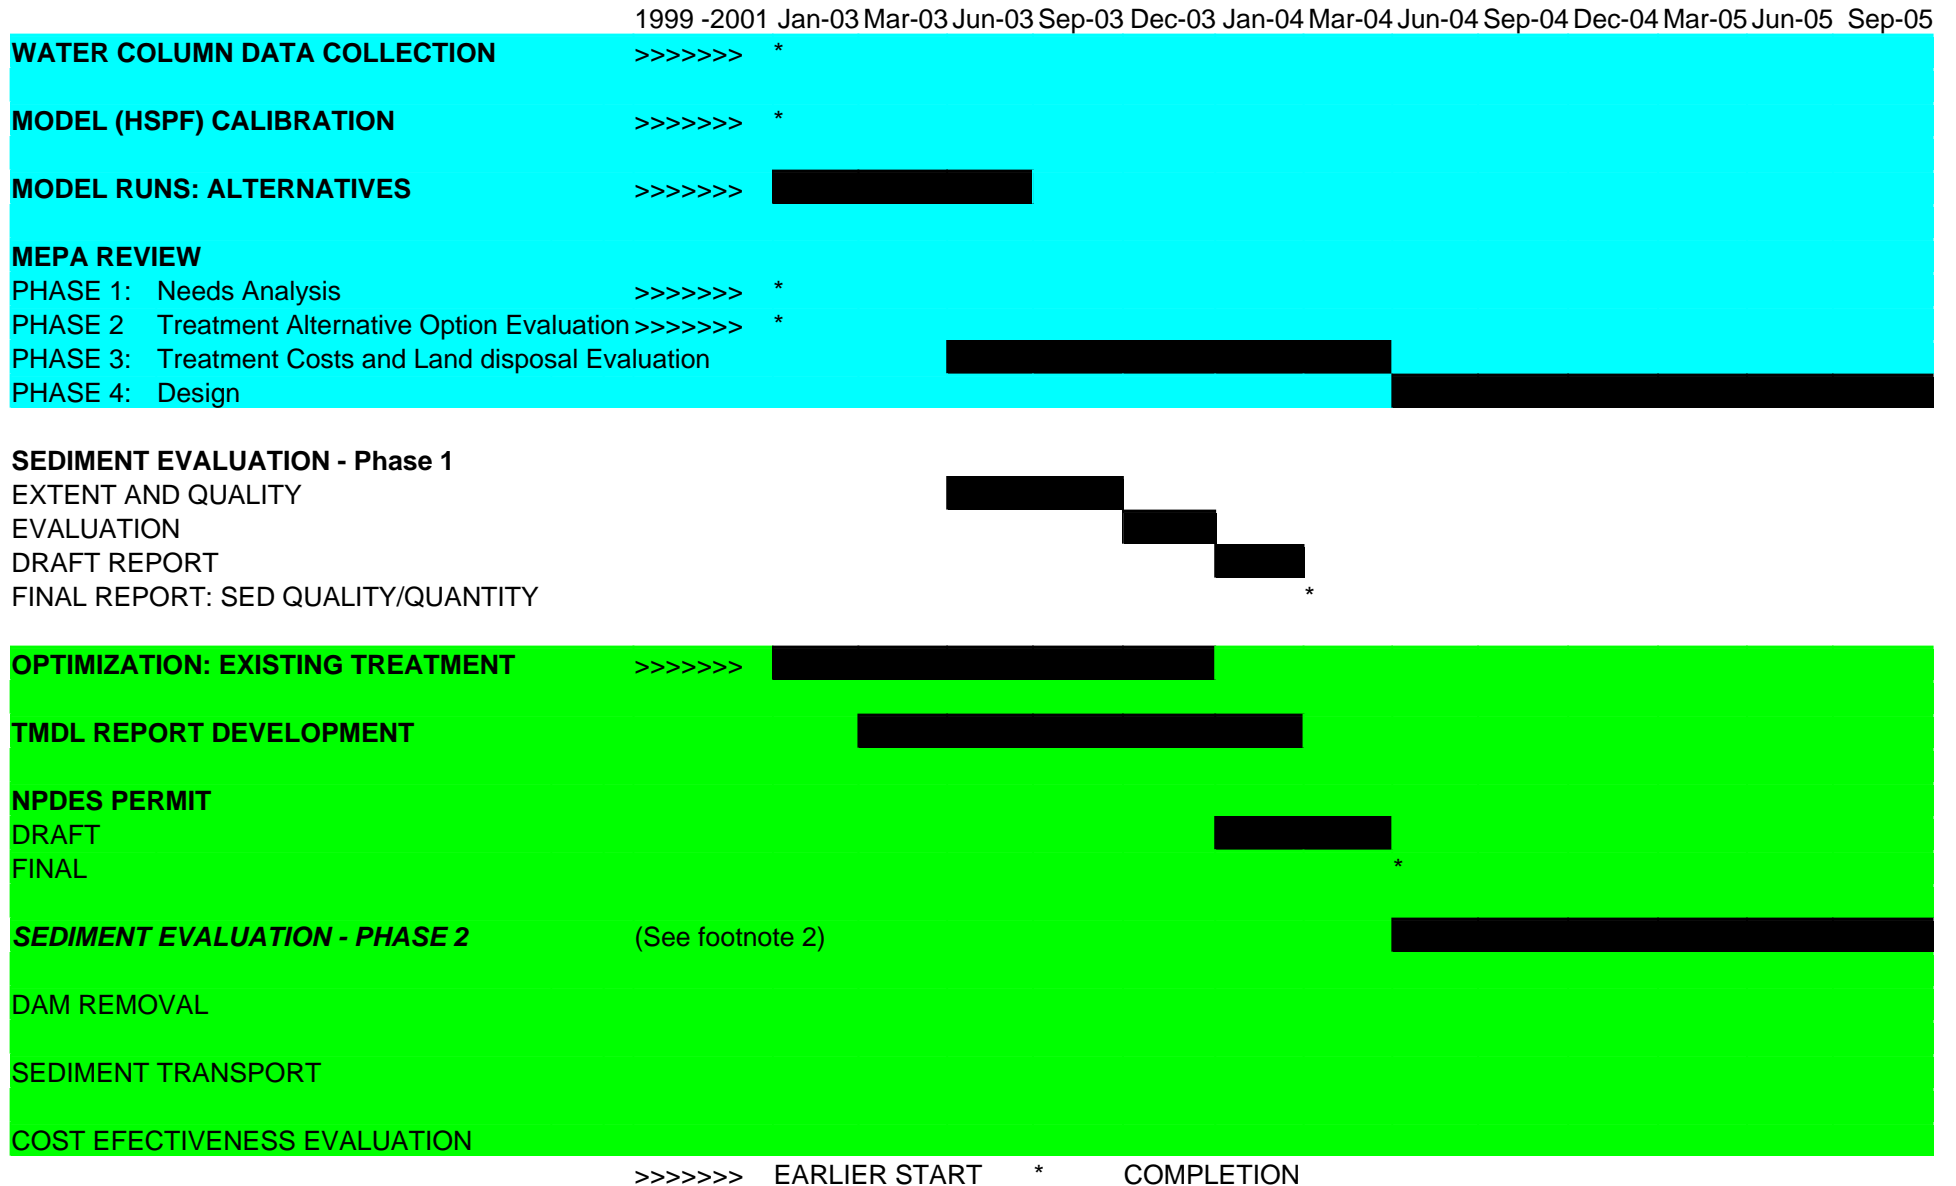 1999 -2001 Jan-03 Mar-03 Jun-03 Sep-03 Dec-03 Jan-04 Mar-04 Jun-04 Sep-04 Dec-04 Mar-05 Jun-05 Sep-05
WATER COLUMN DATA COLLECTION >>>>>>> *
MODEL (HSPF) CALIBRATION >>>>>>> *
MODEL RUNS: ALTERNATIVES >>>>>>>
MEPA REVIEW
PHASE 1: Needs Analysis >>>>>>> *
PHASE 2 Treatment Alternative Option Evaluation >>>>>>> *
PHASE 3: Treatment Costs and Land disposal Evaluation
PHASE 4: Design
SEDIMENT EVALUATION - Phase 1
EXTENT AND QUALITY
EVALUATION
DRAFT REPORT
FINAL REPORT: SED QUALITY/QUANTITY *
OPTIMIZATION: EXISTING TREATMENT >>>>>>>
TMDL REPORT DEVELOPMENT
NPDES PERMIT
DRAFT
FINAL *
SEDIMENT EVALUATION - PHASE 2 (See footnote 2)
DAM REMOVAL
SEDIMENT TRANSPORT
COST EFECTIVENESS EVALUATION
>>>>>>> EARLIER START * COMPLETION